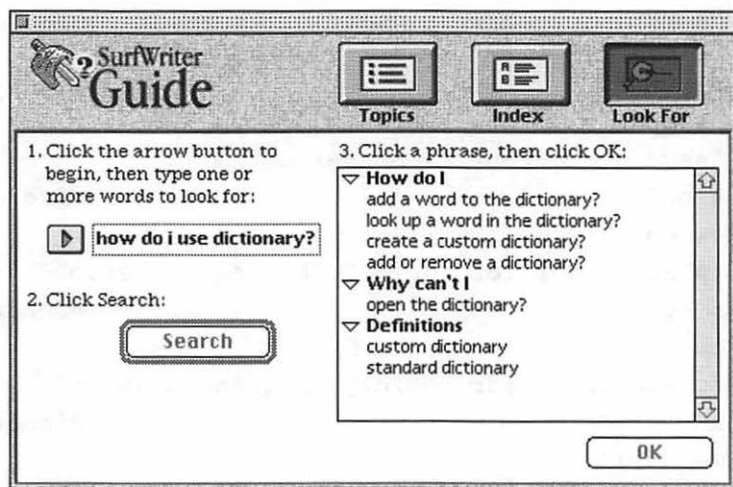 ? SurfWriter
Guide
Topics
Index
Look For
1. Click the arrow button to
begin, then type one or
more words to look for:
how do i use dictionary?
2. Click Search:
Search
3. Click a phrase, then click OK:
How do I
add a word to the dictionary?
look up a word in the dictionary?
create a custom dictionary?
add or remove a dictionary?
Why can't I
open the dictionary?
Definitions
custom dictionary
standard dictionary
OK